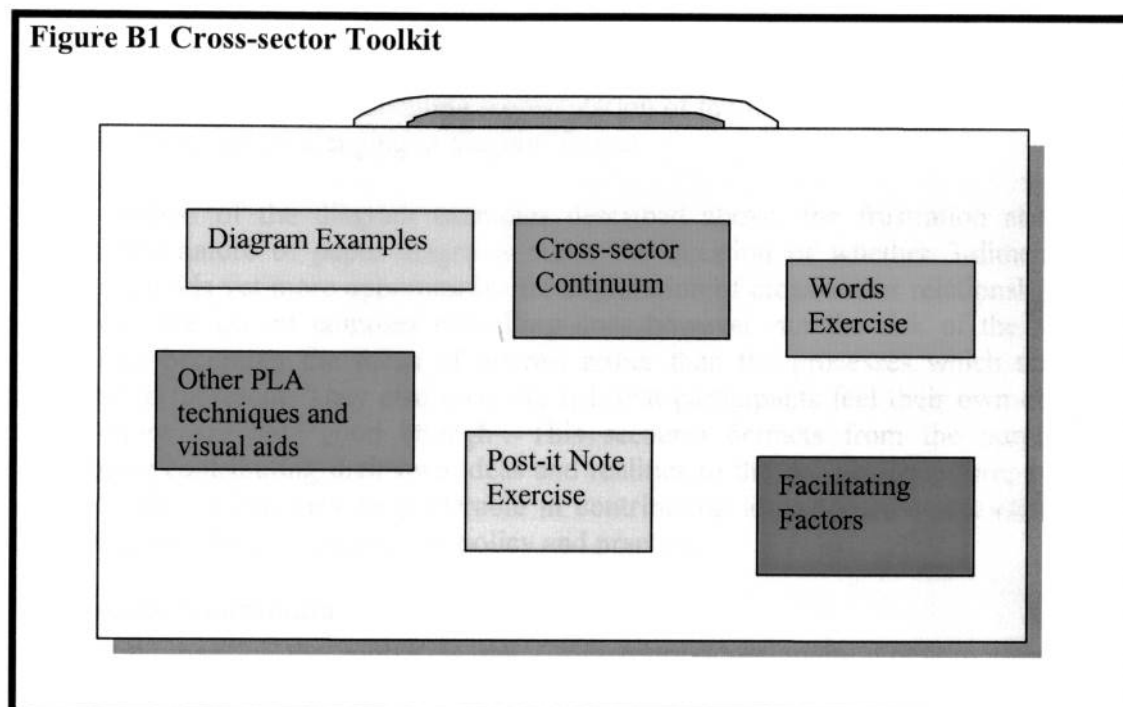 Figure B1 Cross-sector Toolkit
Diagram Examples
Cross-sector
Continuum
Words
Exercise
Other PLA
techniques and
visual aids
Post-it Note
Exercise
Facilitating
Factors